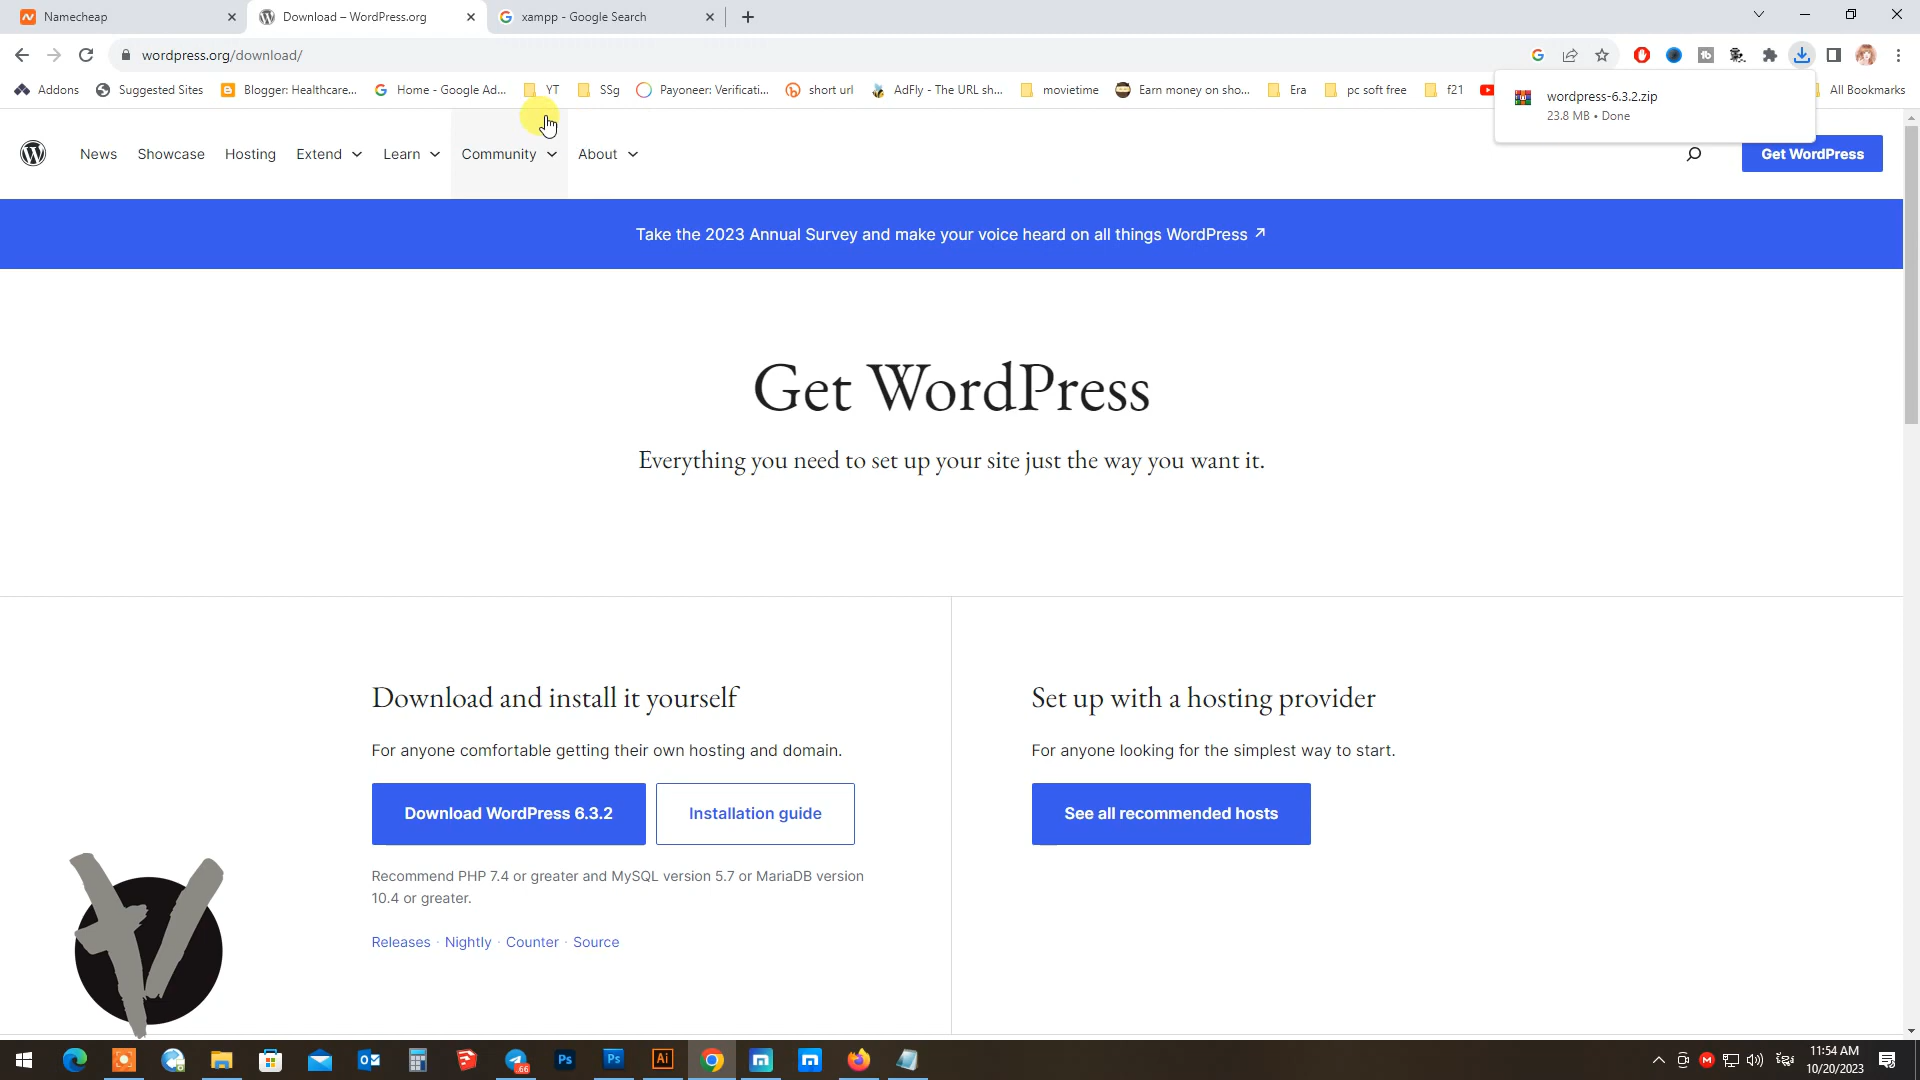 Namecheap
Download – WordPress.org
xampp - Google Search
wordpress.org/download/
Addons
Suggested Sites
Blogger: Healthcare...
Home - Google Ad...
YT
SSg
Payoneer: Verificati...
short url
AdFly - The URL sh...
movietime
Earn money on sho...
Era
pc soft free
f21
All Bookmarks
wordpress-6.3.2.zip
23.8 MB • Done
News
Showcase
Hosting
Extend
Learn
Community
About
Get WordPress
Take the 2023 Annual Survey and make your voice heard on all things WordPress ↗
Get WordPress
Everything you need to set up your site just the way you want it.
Download and install it yourself
For anyone comfortable getting their own hosting and domain.
Download WordPress 6.3.2
Installation guide
Recommend PHP 7.4 or greater and MySQL version 5.7 or MariaDB version
10.4 or greater.
Releases · Nightly · Counter · Source
Set up with a hosting provider
For anyone looking for the simplest way to start.
See all recommended hosts
11:54 AM
10/20/2023